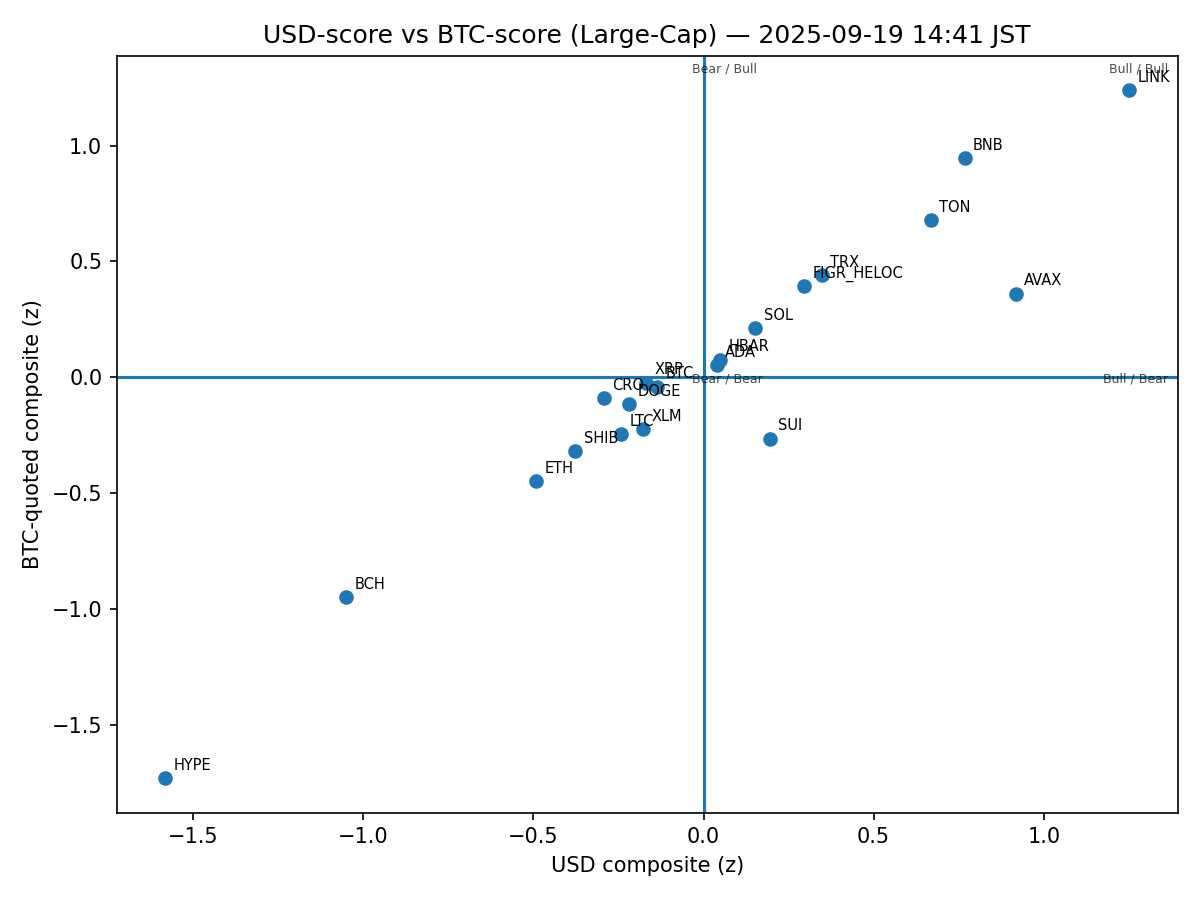 USD-score vs BTC-score (Large-Cap) — 2025-09-19 14:41 JST
Bear / Bull
Bull / Bull
LINK
BNB
TON
TRX
FIGR_HELOC
AVAX
SOL
HBAR
ADA
XRP
BTC
Bear / Bear
Bull / Bear
CRO
DOGE
XLM
LTC
SUI
SHIB
ETH
BCH
HYPE
1.0
0.5
0.0
−0.5
−1.0
−1.5
BTC-quoted composite (z)
−1.5
−1.0
−0.5
0.0
0.5
1.0
USD composite (z)